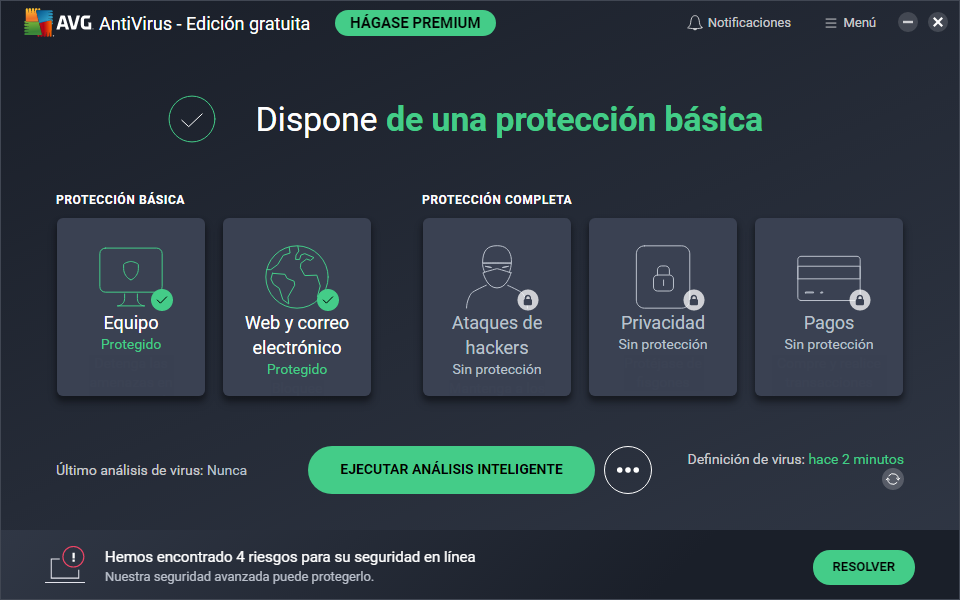 AVG AntiVirus - Edición gratuita
HÁGASE PREMIUM
Notificaciones
Menú
Dispone de una protección básica
PROTECCIÓN BÁSICA
PROTECCIÓN COMPLETA
Equipo
Protegido
Web y correo
electrónico
Protegido
Ataques de
hackers
Sin protección
Privacidad
Sin protección
Pagos
Sin protección
Último análisis de virus: Nunca
EJECUTAR ANÁLISIS INTELIGENTE
Definición de virus: hace 2 minutos
Hemos encontrado 4 riesgos para su seguridad en línea
Nuestra seguridad avanzada puede protegerlo.
RESOLVER